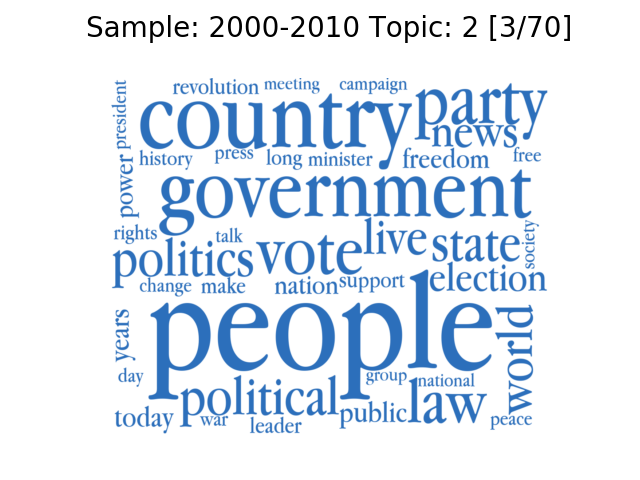 Sample: 2000-2010 Topic: 2 [3/70]
president
revolution meeting campaign
country party
news
history press long minister freedom free
power
government
rights talk
politics vote live state society
change make nation support election
people
years
world
day
group national
political public law
today war leader peace